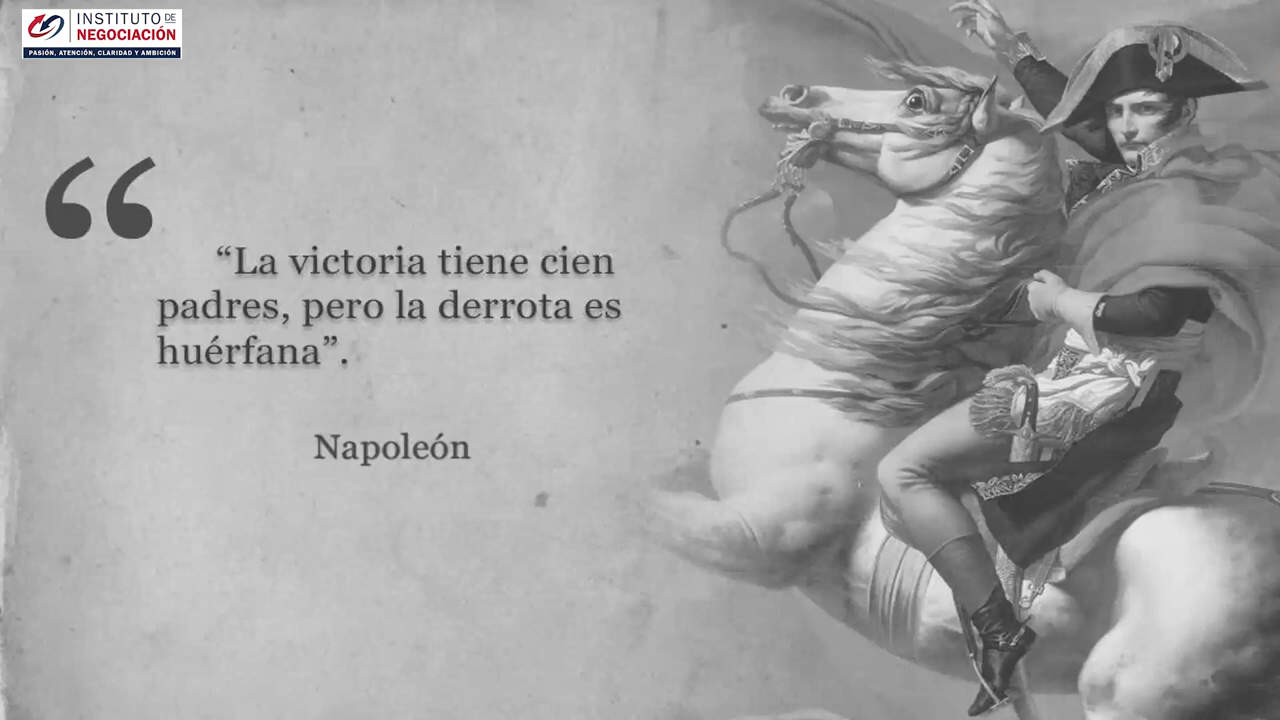 INSTITUTO DE
NEGOCIACIÓN
PASIÓN, ATENCIÓN, CLARIDAD Y AMBICIÓN
“
“La victoria tiene cien
padres, pero la derrota es
huérfana”.
Napoleón